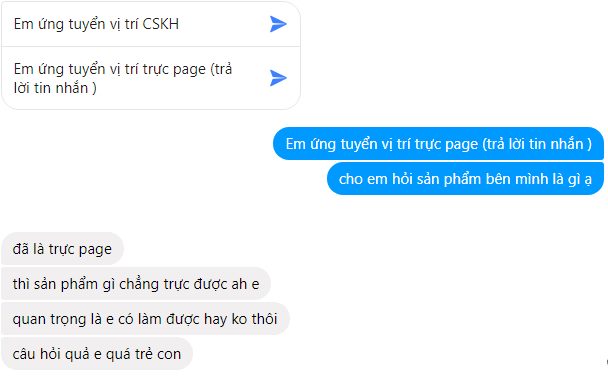 Em ứng tuyển vị trí CSKH
Em ứng tuyển vị trí trực page (trả
lời tin nhắn )
Em ứng tuyển vị trí trực page (trả lời tin nhắn )
cho em hỏi sản phẩm bên mình là gì ạ
đã là trực page
thì sản phẩm gì chẳng trực được ah e
quan trọng là e có làm được hay ko thôi
câu hỏi quả e quá trẻ con